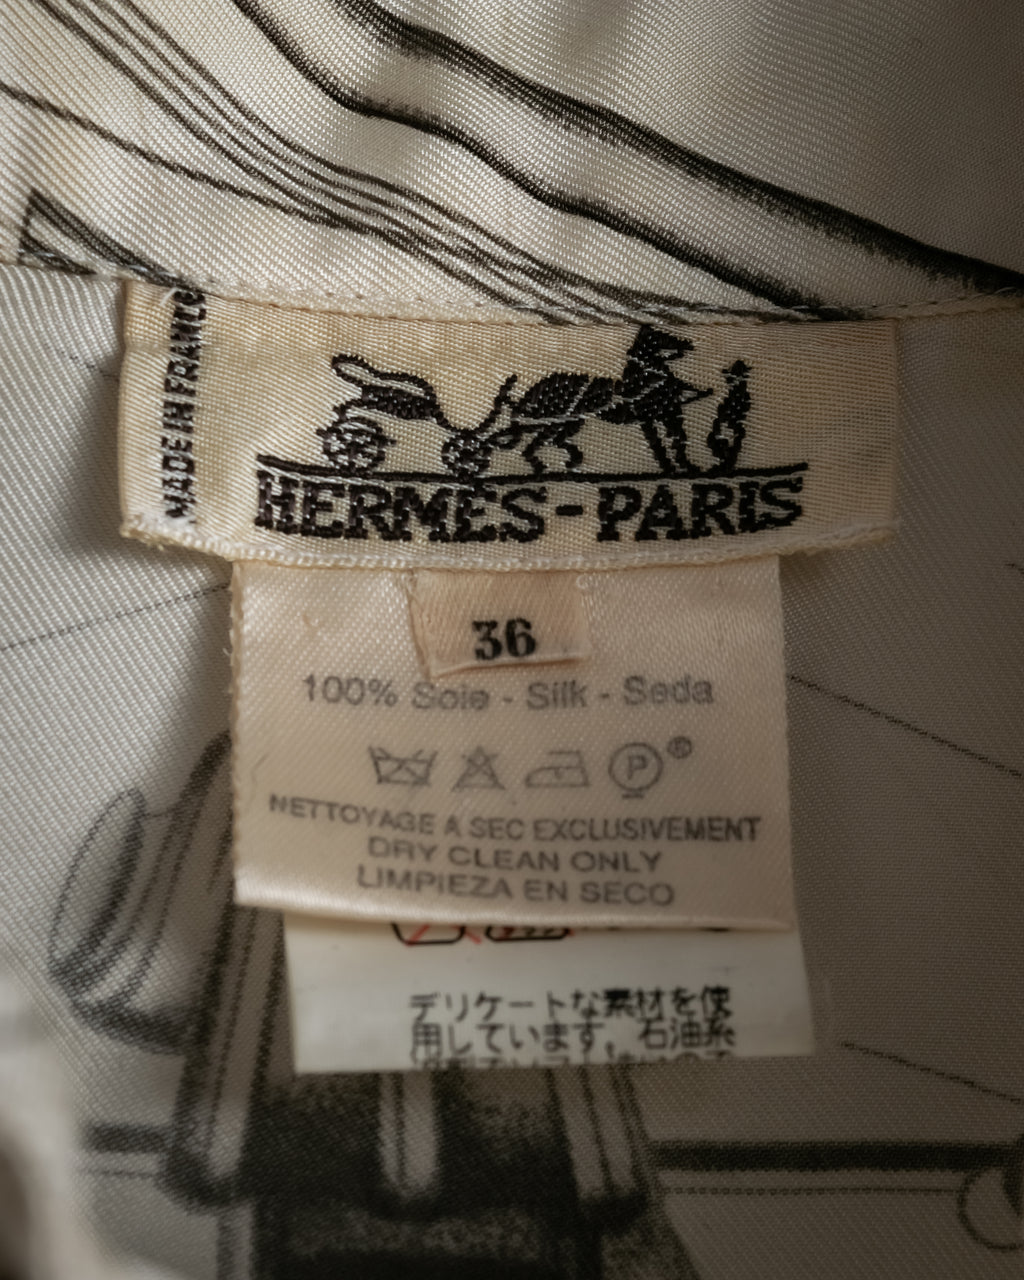 MADE IN FRANCE
HERMES-PARIS
36
100% Soie - Silk - Seda
P®
NETTOYAGE A SEC EXCLUSIVEMENT
DRY CLEAN ONLY
LIMPIEZA EN SECO
デリケートな素材を使
用しています。石油系